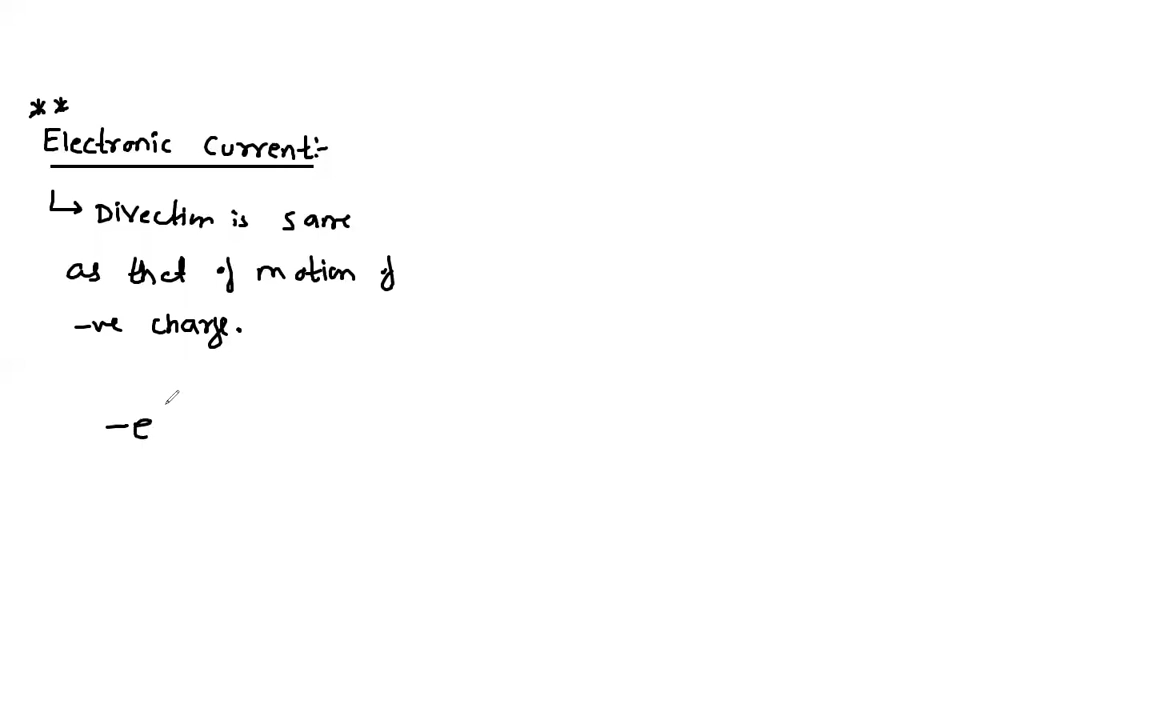 **
Electronic Current:-
↳ Direction is same
as that of motion of
-ve charge.
-e